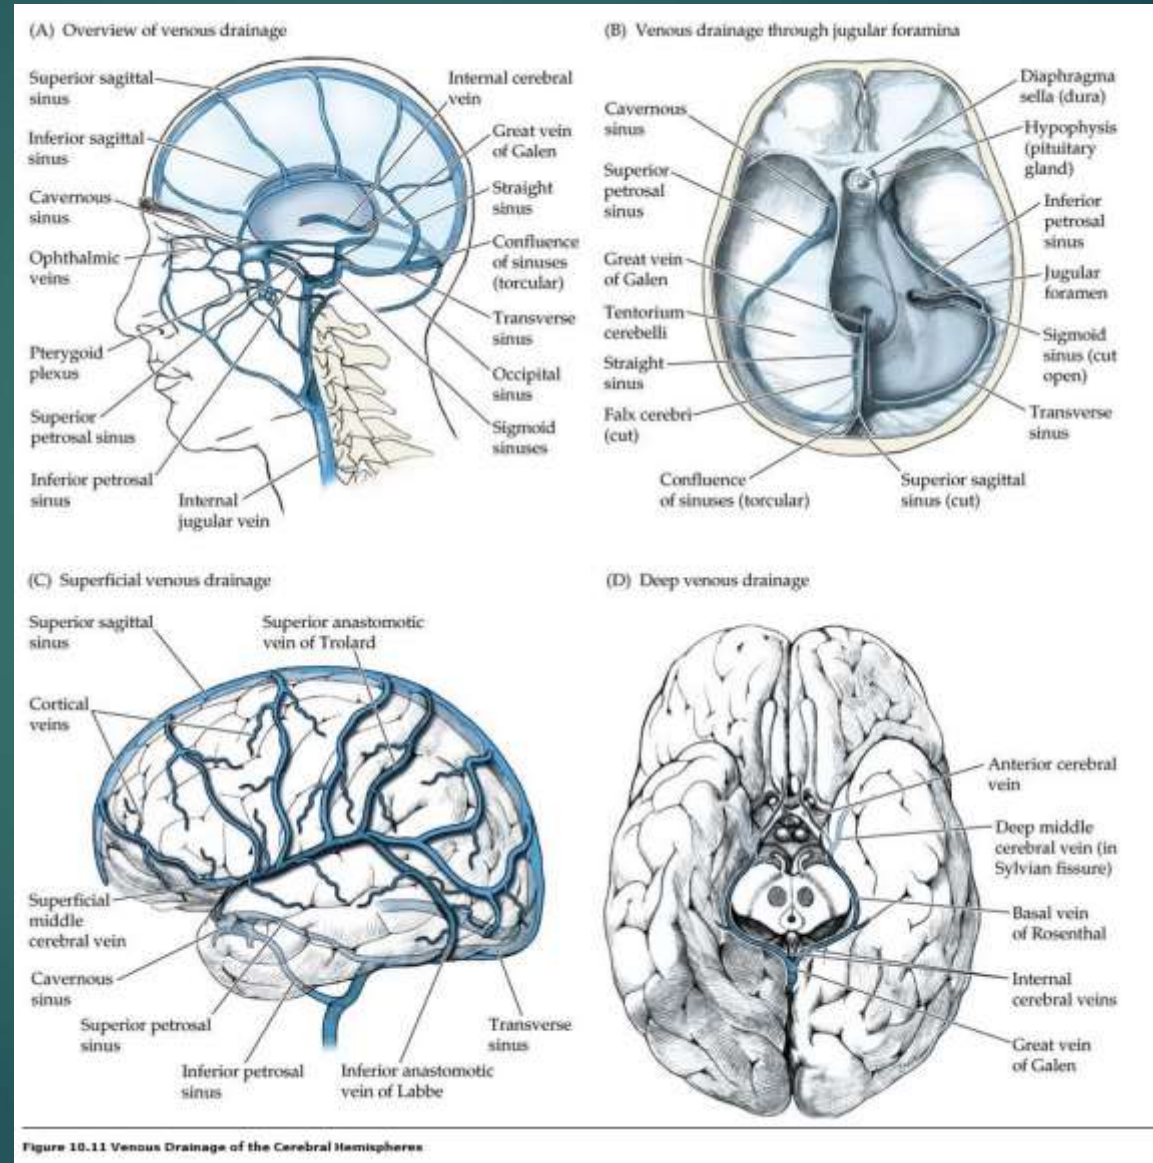 (A) Overview of venous drainage
Superior sagittal
sinus
Inferior sagittal
sinus
Cavernous
sinus
Ophthalmic
veins
Pterygoid
plexus
Superior
petrosal sinus
Inferior petrosal
sinus
Internal
jugular vein
Internal cerebral
vein
Great vein
of Galen
Straight
sinus
Confluence
of sinuses
(torcular)
Transverse
sinus
Occipital
sinus
Sigmoid
sinuses
(B) Venous drainage through jugular foramina
Cavernous
sinus
Superior
petrosal
sinus
Great vein
of Galen
Tentorium
cerebelli
Straight
sinus
Falx cerebri
(cut)
Confluence
of sinuses (torcular)
Diaphragma
sella (dura)
Hypophysis
(pituitary
gland)
Inferior
petrosal
sinus
Jugular
foramen
Sigmoid
sinus (cut
open)
Transverse
sinus
Superior sagittal
sinus (cut)
(C) Superficial venous drainage
Superior sagittal
sinus
Superior anastomotic
vein of Trolard
Cortical
veins
Superficial
middle
cerebral vein
Cavernous
sinus
Superior petrosal
sinus
Inferior petrosal
sinus
Inferior anastomotic
vein of Labbe
Transverse
sinus
(D) Deep venous drainage
Anterior cerebral
vein
Deep middle
cerebral vein (in
Sylvian fissure)
Basal vein
of Rosenthal
Internal
cerebral veins
Great vein
of Galen
Figure 10.11 Venous Drainage of the Cerebral Hemispheres